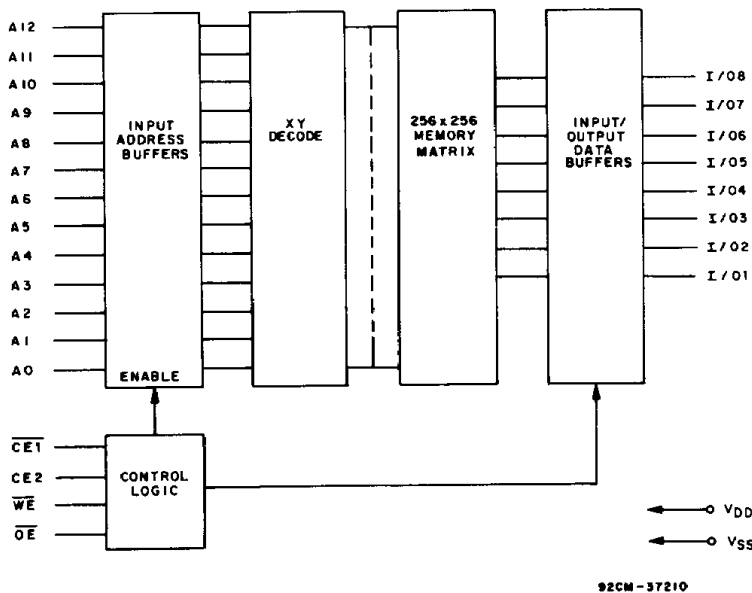 A12
A11
A10
A9
A8
A7
A6
A5
A4
A3
A2
A1
A0
INPUT
ADDRESS
BUFFERS
ENABLE
XY
DECODE
256x256
MEMORY
MATRIX
INPUT/
OUTPUT
DATA
BUFFERS
I/O8
I/O7
I/O6
I/O5
I/O4
I/O3
I/O2
I/O1
CE1
CE2
WE
OE
CONTROL
LOGIC
VDD
VSS
92CM-37210